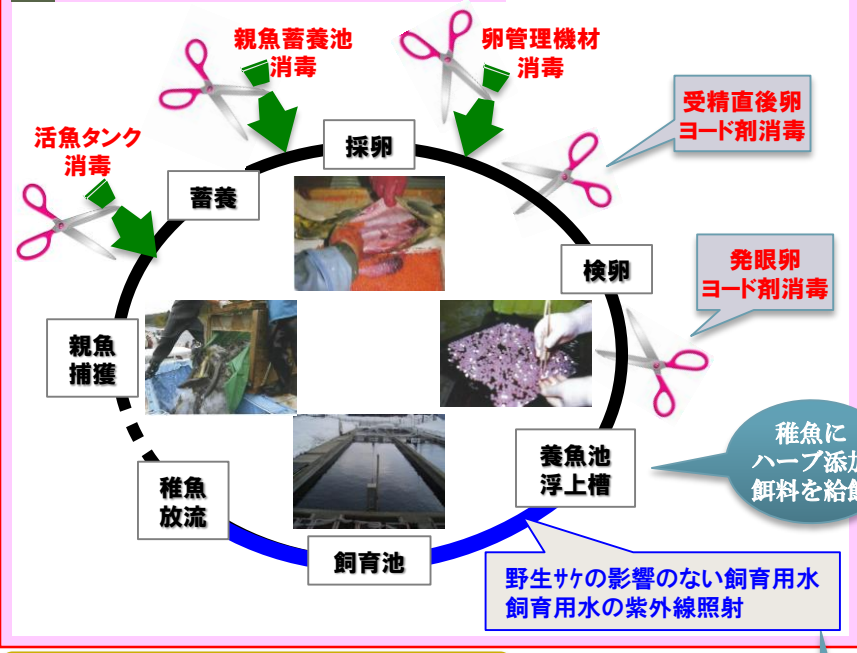 親魚蓄養池
消毒
卵管理機材
消毒
受精直後卵
ヨード剤消毒
活魚タンク
消毒
採卵
蓄養
検卵
発眼卵
ヨード剤消毒
親魚
捕獲
稚魚に
ハーブ添加
餌料を給餌
養魚池
浮上槽
稚魚
放流
飼育池
野生サケの影響のない飼育用水
飼育用水の紫外線照射